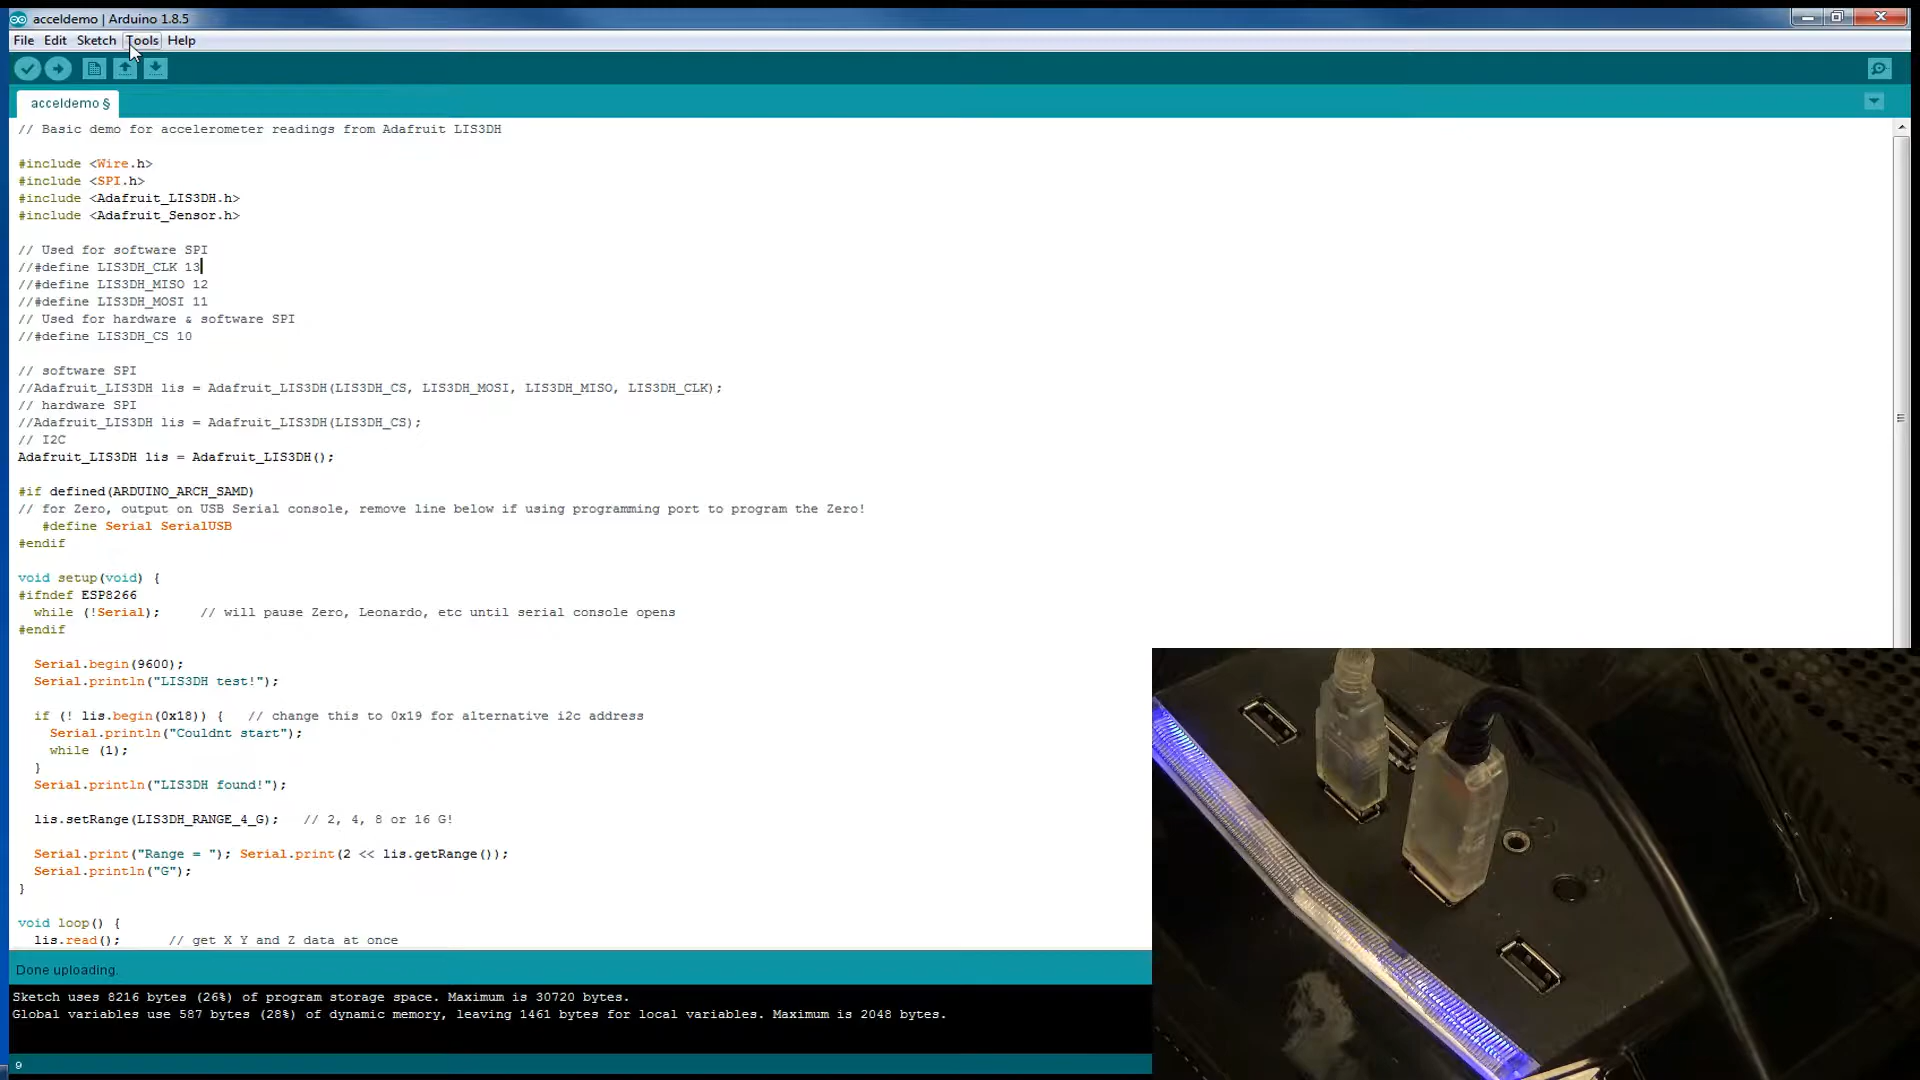 acceldemo | Arduino 1.8.5
File Edit Sketch Tools Help
acceldemo §
// Basic demo for accelerometer readings from Adafruit LIS3DH
#include <Wire.h>
#include <SPI.h>
#include <Adafruit_LIS3DH.h>
#include <Adafruit_Sensor.h>
// Used for software SPI
//#define LIS3DH_CLK 13
//#define LIS3DH_MISO 12
//#define LIS3DH_MOSI 11
// Used for hardware & software SPI
//#define LIS3DH_CS 10
// software SPI
//Adafruit_LIS3DH lis = Adafruit_LIS3DH(LIS3DH_CS, LIS3DH_MOSI, LIS3DH_MISO, LIS3DH_CLK);
// hardware SPI
//Adafruit_LIS3DH lis = Adafruit_LIS3DH(LIS3DH_CS);
// I2C
Adafruit_LIS3DH lis = Adafruit_LIS3DH();
#if defined(ARDUINO_ARCH_SAMD)
// for Zero, output on USB Serial console, remove line below if using programming port to program the Zero!
#define Serial SerialUSB
#endif
void setup(void) {
#ifndef ESP8266
while (!Serial);     // will pause Zero, Leonardo, etc until serial console opens
#endif
Serial.begin(9600);
Serial.println("LIS3DH test!");
if (! lis.begin(0x18)) {   // change this to 0x19 for alternative i2c address
Serial.println("Couldnt start");
while (1);
}
Serial.println("LIS3DH found!");
lis.setRange(LIS3DH_RANGE_4_G);   // 2, 4, 8 or 16 G!
Serial.print("Range = "); Serial.print(2 << lis.getRange());
Serial.println("G");
}
void loop() {
lis.read();      // get X Y and Z data at once
Done uploading.
Sketch uses 8216 bytes (26%) of program storage space. Maximum is 30720 bytes.
Global variables use 587 bytes (28%) of dynamic memory, leaving 1461 bytes for local variables. Maximum is 2048 bytes.
9